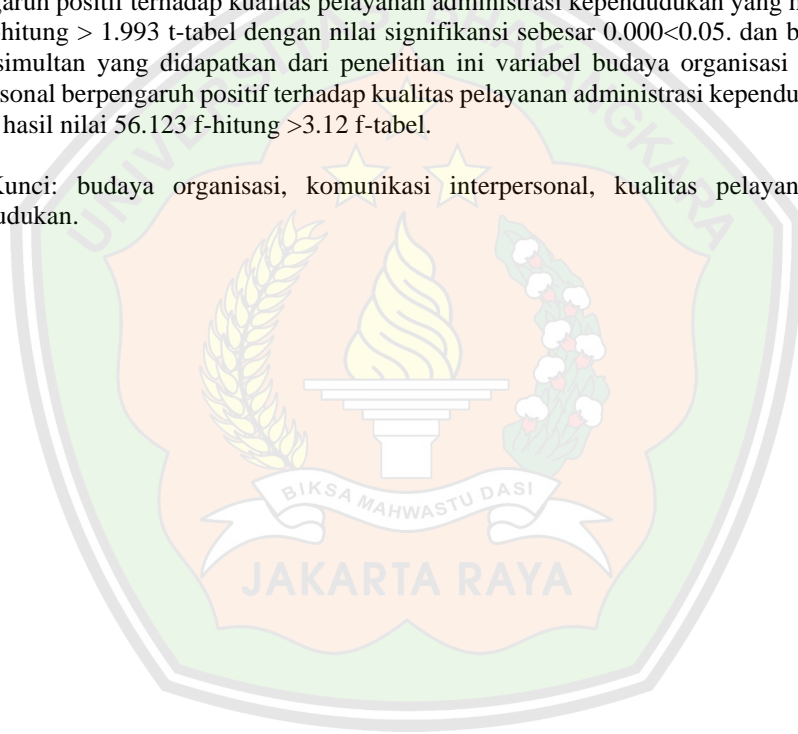 garuh positif terhadap kualitas pelayanan administrasi kependudukan yang
hitung > 1.993 t-tabel dengan nilai signifikansi sebesar 0.000<0.05. dan
simultan yang didapatkan dari penelitian ini variabel budaya organisasi
sonal berpengaruh positif terhadap kualitas pelayanan administrasi kependu
hasil nilai 56.123 f-hitung >3.12 f-tabel.
Kunci: budaya organisasi, komunikasi interpersonal, kualitas pelayan
udukan.
UNIVERSITAS BHAYANGKARA
BIKSA MAHWASTU DASI
JAKARTA RAYA